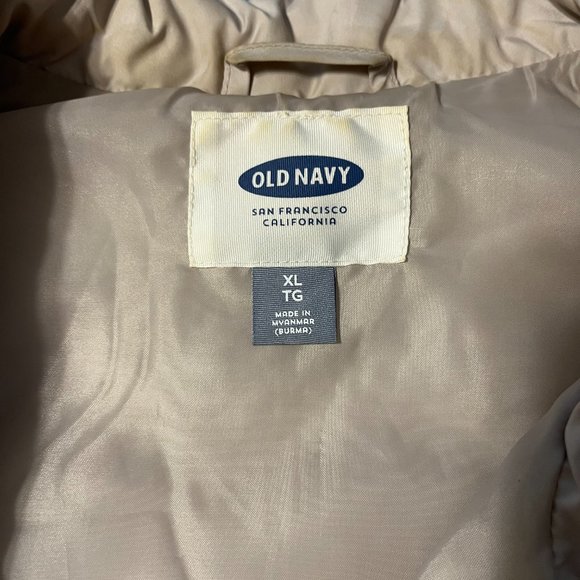 OLD NAVY
SAN FRANCISCO
CALIFORNIA
XL
TG
MADE IN
MYANMAR
(BURMA)